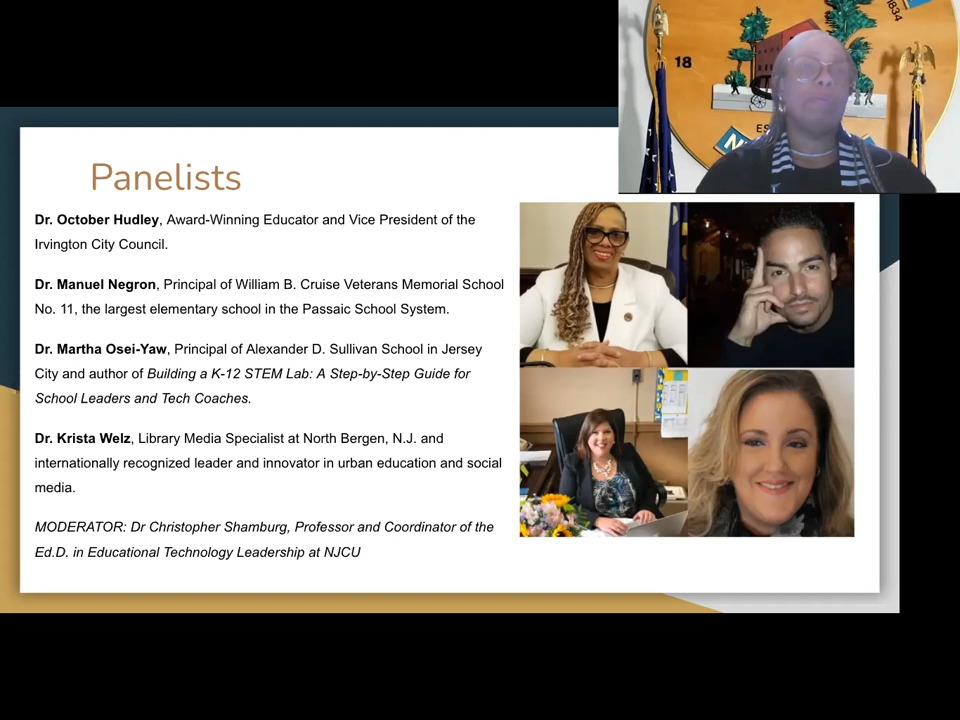 1834
18
ES
Panelists
Dr. October Hudley, Award-Winning Educator and Vice President of the
Irvington City Council.
Dr. Manuel Negron, Principal of William B. Cruise Veterans Memorial School
No. 11, the largest elementary school in the Passaic School System.
Dr. Martha Osei-Yaw, Principal of Alexander D. Sullivan School in Jersey
City and author of Building a K-12 STEM Lab: A Step-by-Step Guide for
School Leaders and Tech Coaches.
Dr. Krista Welz, Library Media Specialist at North Bergen, N.J. and
internationally recognized leader and innovator in urban education and social
media.
MODERATOR: Dr Christopher Shamburg, Professor and Coordinator of the
Ed.D. in Educational Technology Leadership at NJCU